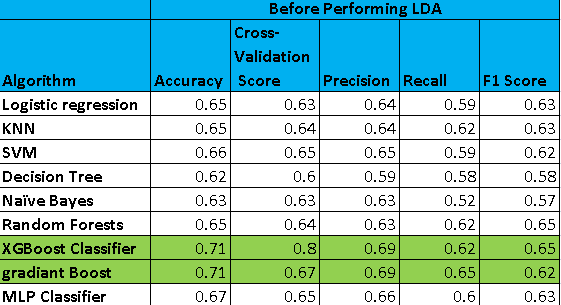 Before Performing LDA
Algorithm Accuracy Cross-Validation Score Precision Recall F1 Score
Logistic regression 0.65 0.63 0.64 0.59 0.63
KNN 0.65 0.64 0.64 0.62 0.63
SVM 0.66 0.65 0.65 0.59 0.62
Decision Tree 0.62 0.6 0.59 0.58 0.58
Naïve Bayes 0.63 0.63 0.63 0.52 0.57
Random Forests 0.65 0.64 0.63 0.62 0.62
XGBoost Classifier 0.71 0.8 0.69 0.62 0.65
gradiant Boost 0.71 0.67 0.69 0.65 0.62
MLP Classifier 0.67 0.65 0.66 0.6 0.63